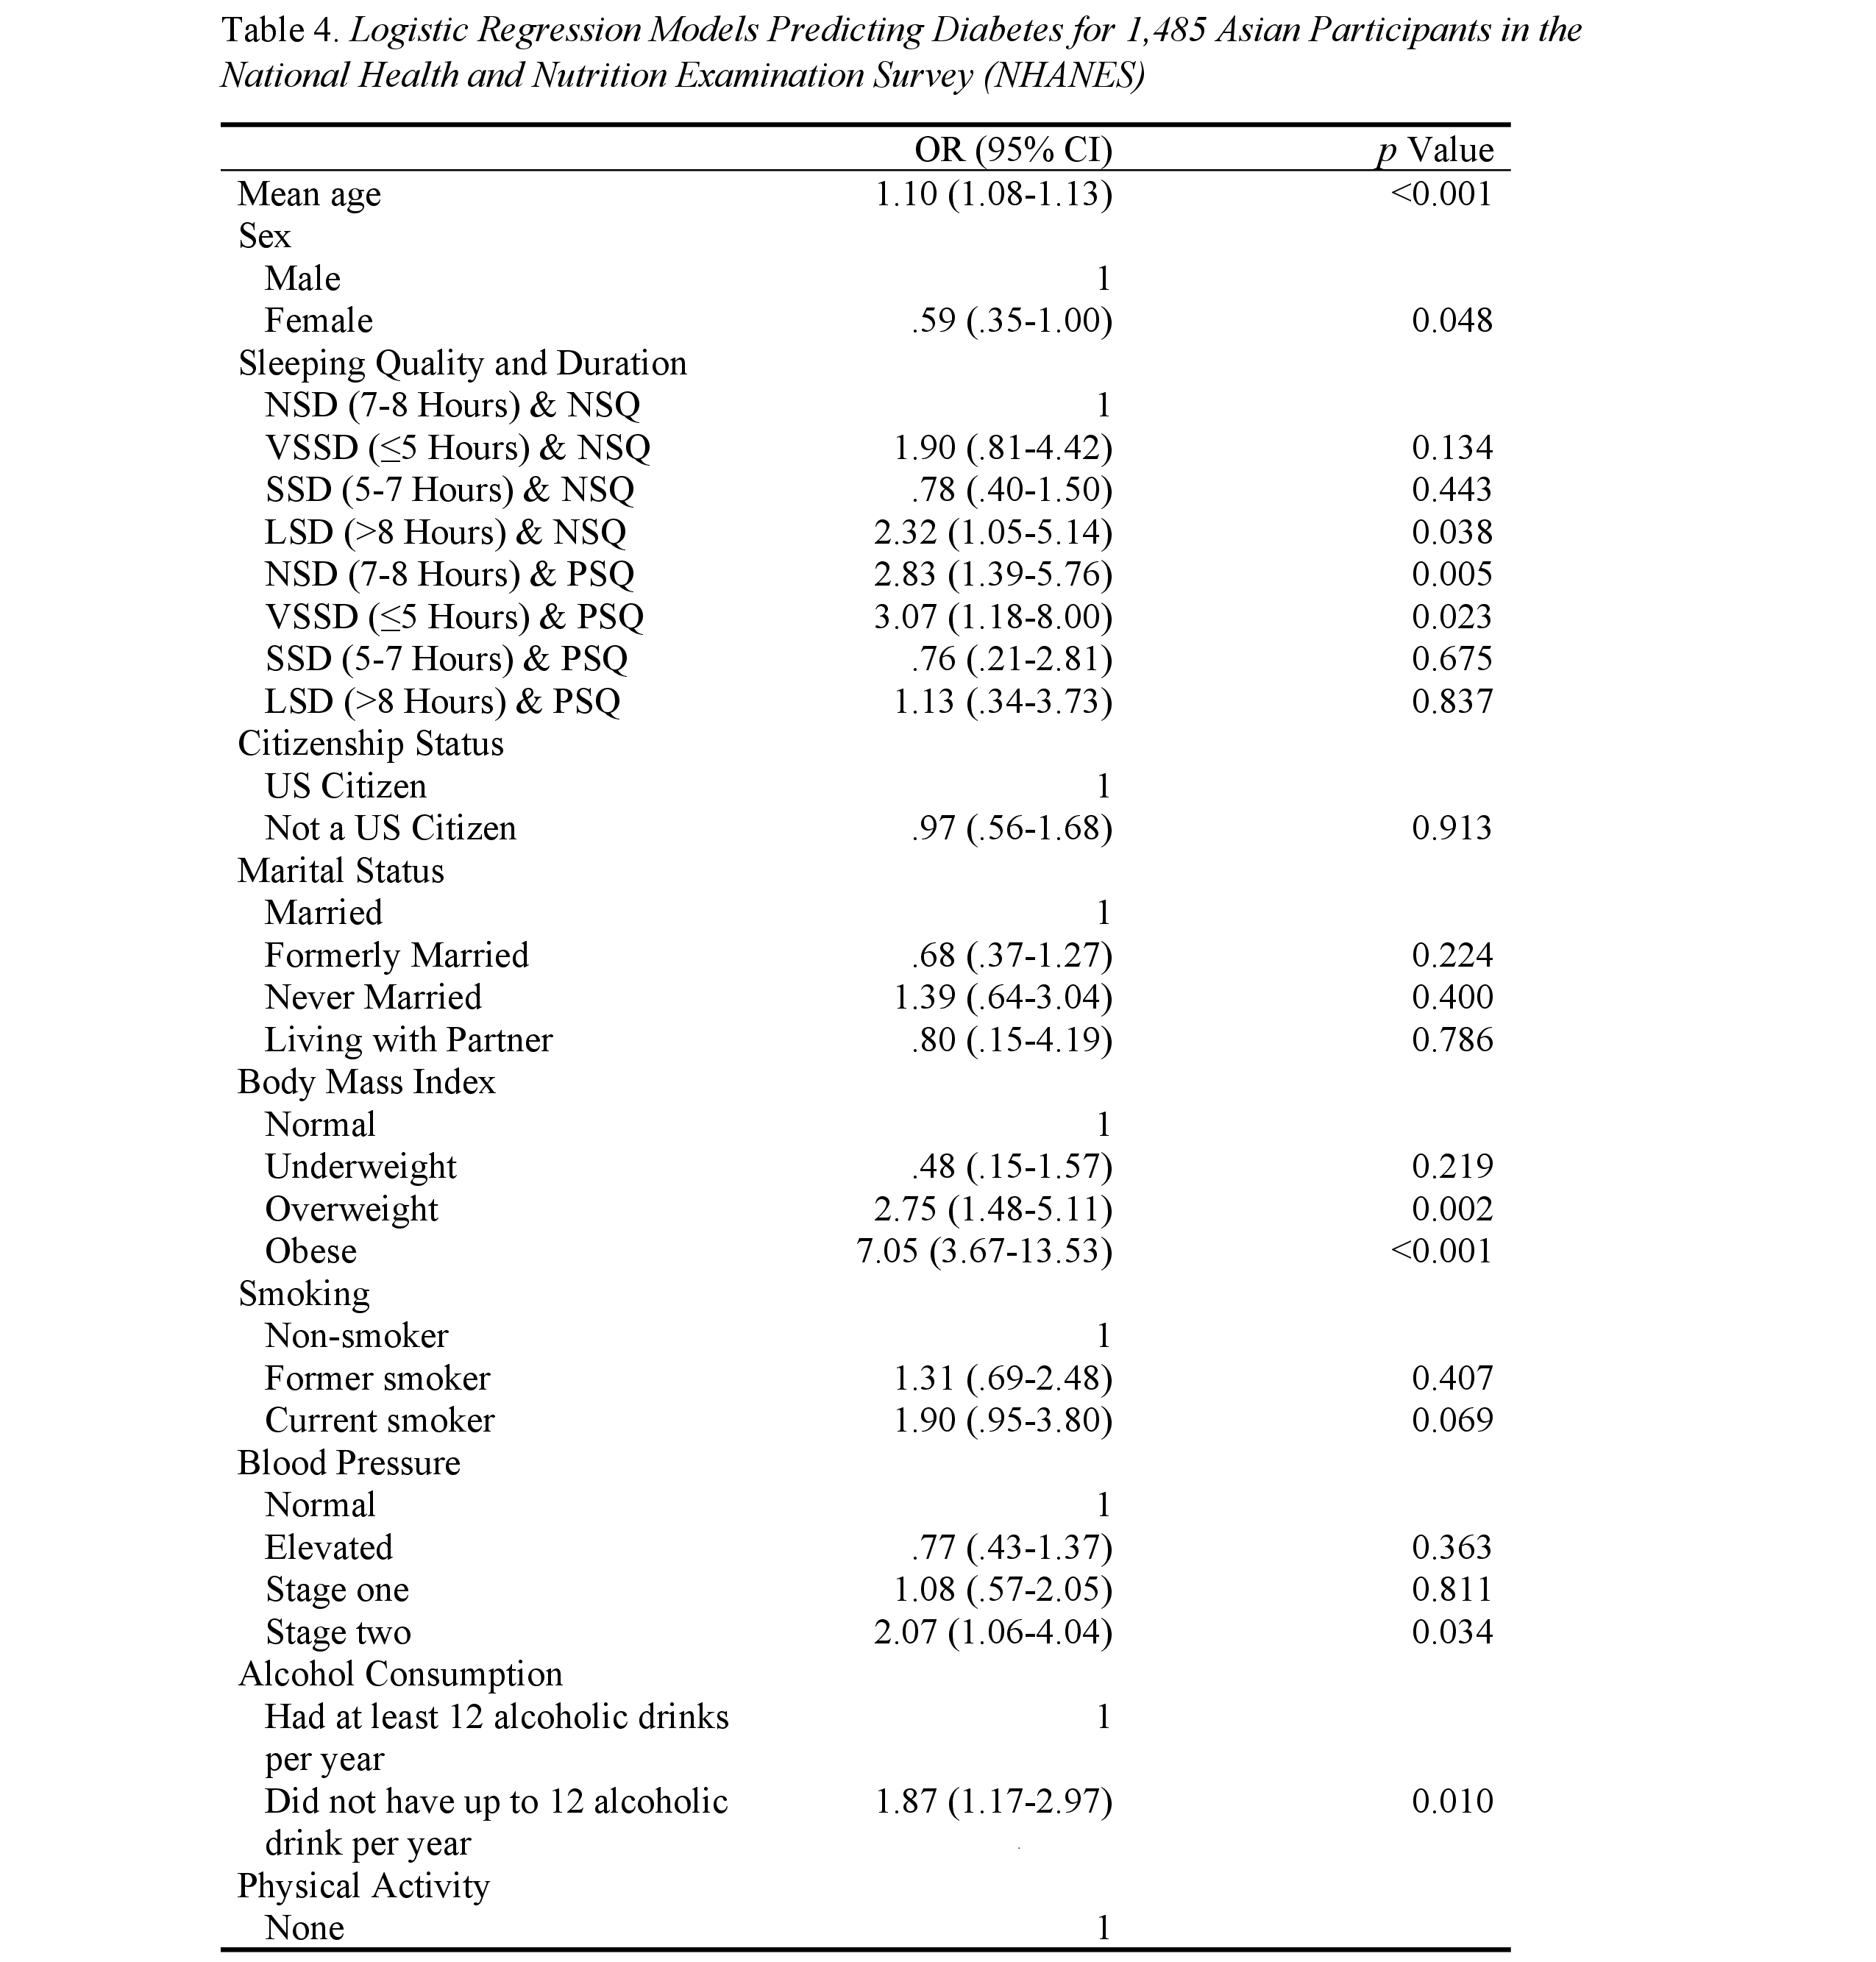 Table 4. Logistic Regression Models Predicting Diabetes for 1,485 Asian Participants in the
National Health and Nutrition Examination Survey (NHANES)
OR (95% CI) p Value
Mean age 1.10 (1.08-1.13) <0.001
Sex
Male 1
Female .59 (.35-1.00) 0.048
Sleeping Quality and Duration
NSD (7-8 Hours) & NSQ 1
VSSD (≤5 Hours) & NSQ 1.90 (.81-4.42) 0.134
SSD (5-7 Hours) & NSQ .78 (.40-1.50) 0.443
LSD (>8 Hours) & NSQ 2.32 (1.05-5.14) 0.038
NSD (7-8 Hours) & PSQ 2.83 (1.39-5.76) 0.005
VSSD (≤5 Hours) & PSQ 3.07 (1.18-8.00) 0.023
SSD (5-7 Hours) & PSQ .76 (.21-2.81) 0.675
LSD (>8 Hours) & PSQ 1.13 (.34-3.73) 0.837
Citizenship Status
US Citizen 1
Not a US Citizen .97 (.56-1.68) 0.913
Marital Status
Married 1
Formerly Married .68 (.37-1.27) 0.224
Never Married 1.39 (.64-3.04) 0.400
Living with Partner .80 (.15-4.19) 0.786
Body Mass Index
Normal 1
Underweight .48 (.15-1.57) 0.219
Overweight 2.75 (1.48-5.11) 0.002
Obese 7.05 (3.67-13.53) <0.001
Smoking
Non-smoker 1
Former smoker 1.31 (.69-2.48) 0.407
Current smoker 1.90 (.95-3.80) 0.069
Blood Pressure
Normal 1
Elevated .77 (.43-1.37) 0.363
Stage one 1.08 (.57-2.05) 0.811
Stage two 2.07 (1.06-4.04) 0.034
Alcohol Consumption
Had at least 12 alcoholic drinks 1
per year
Did not have up to 12 alcoholic 1.87 (1.17-2.97) 0.010
drink per year
Physical Activity
None 1